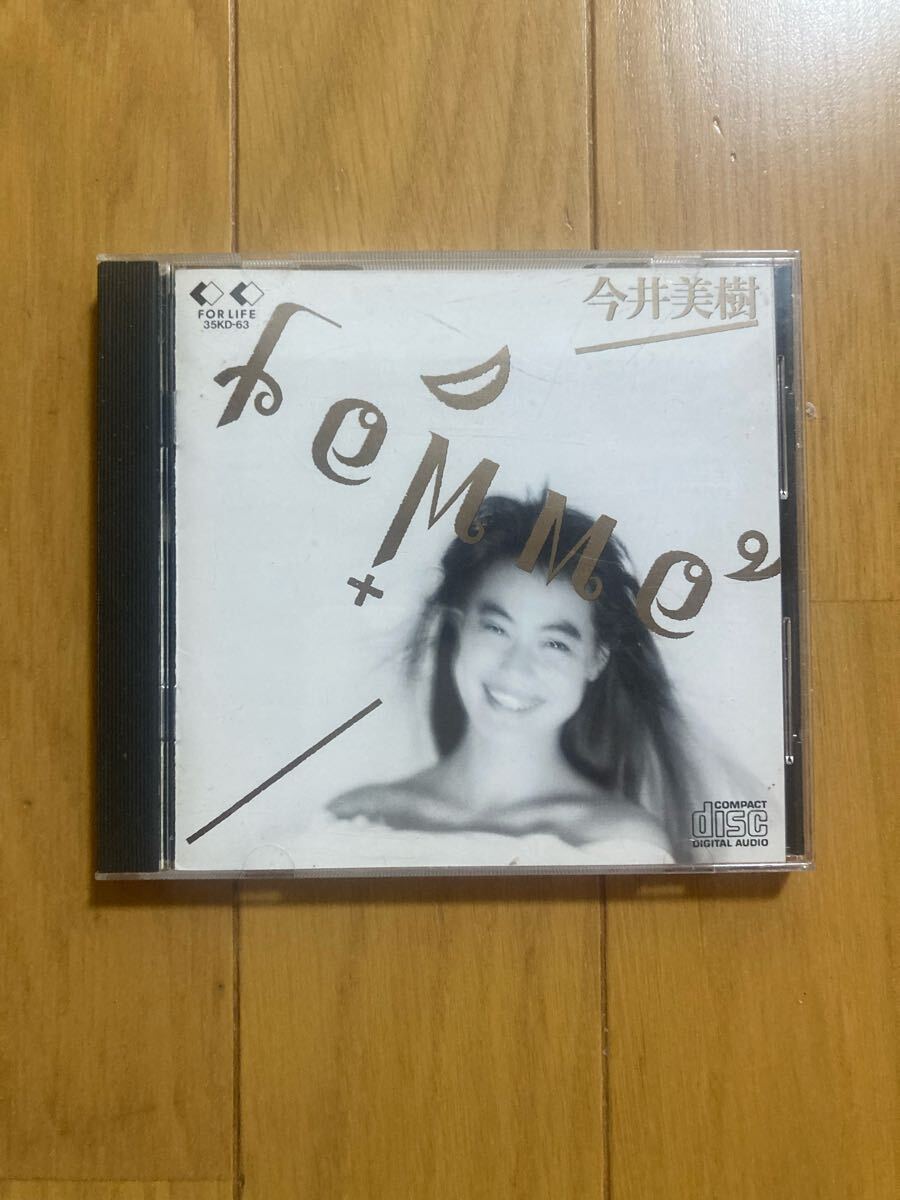 FOR LIFE
35KD-63
今井美樹
femme
COMPACT
disc
DIGITAL AUDIO